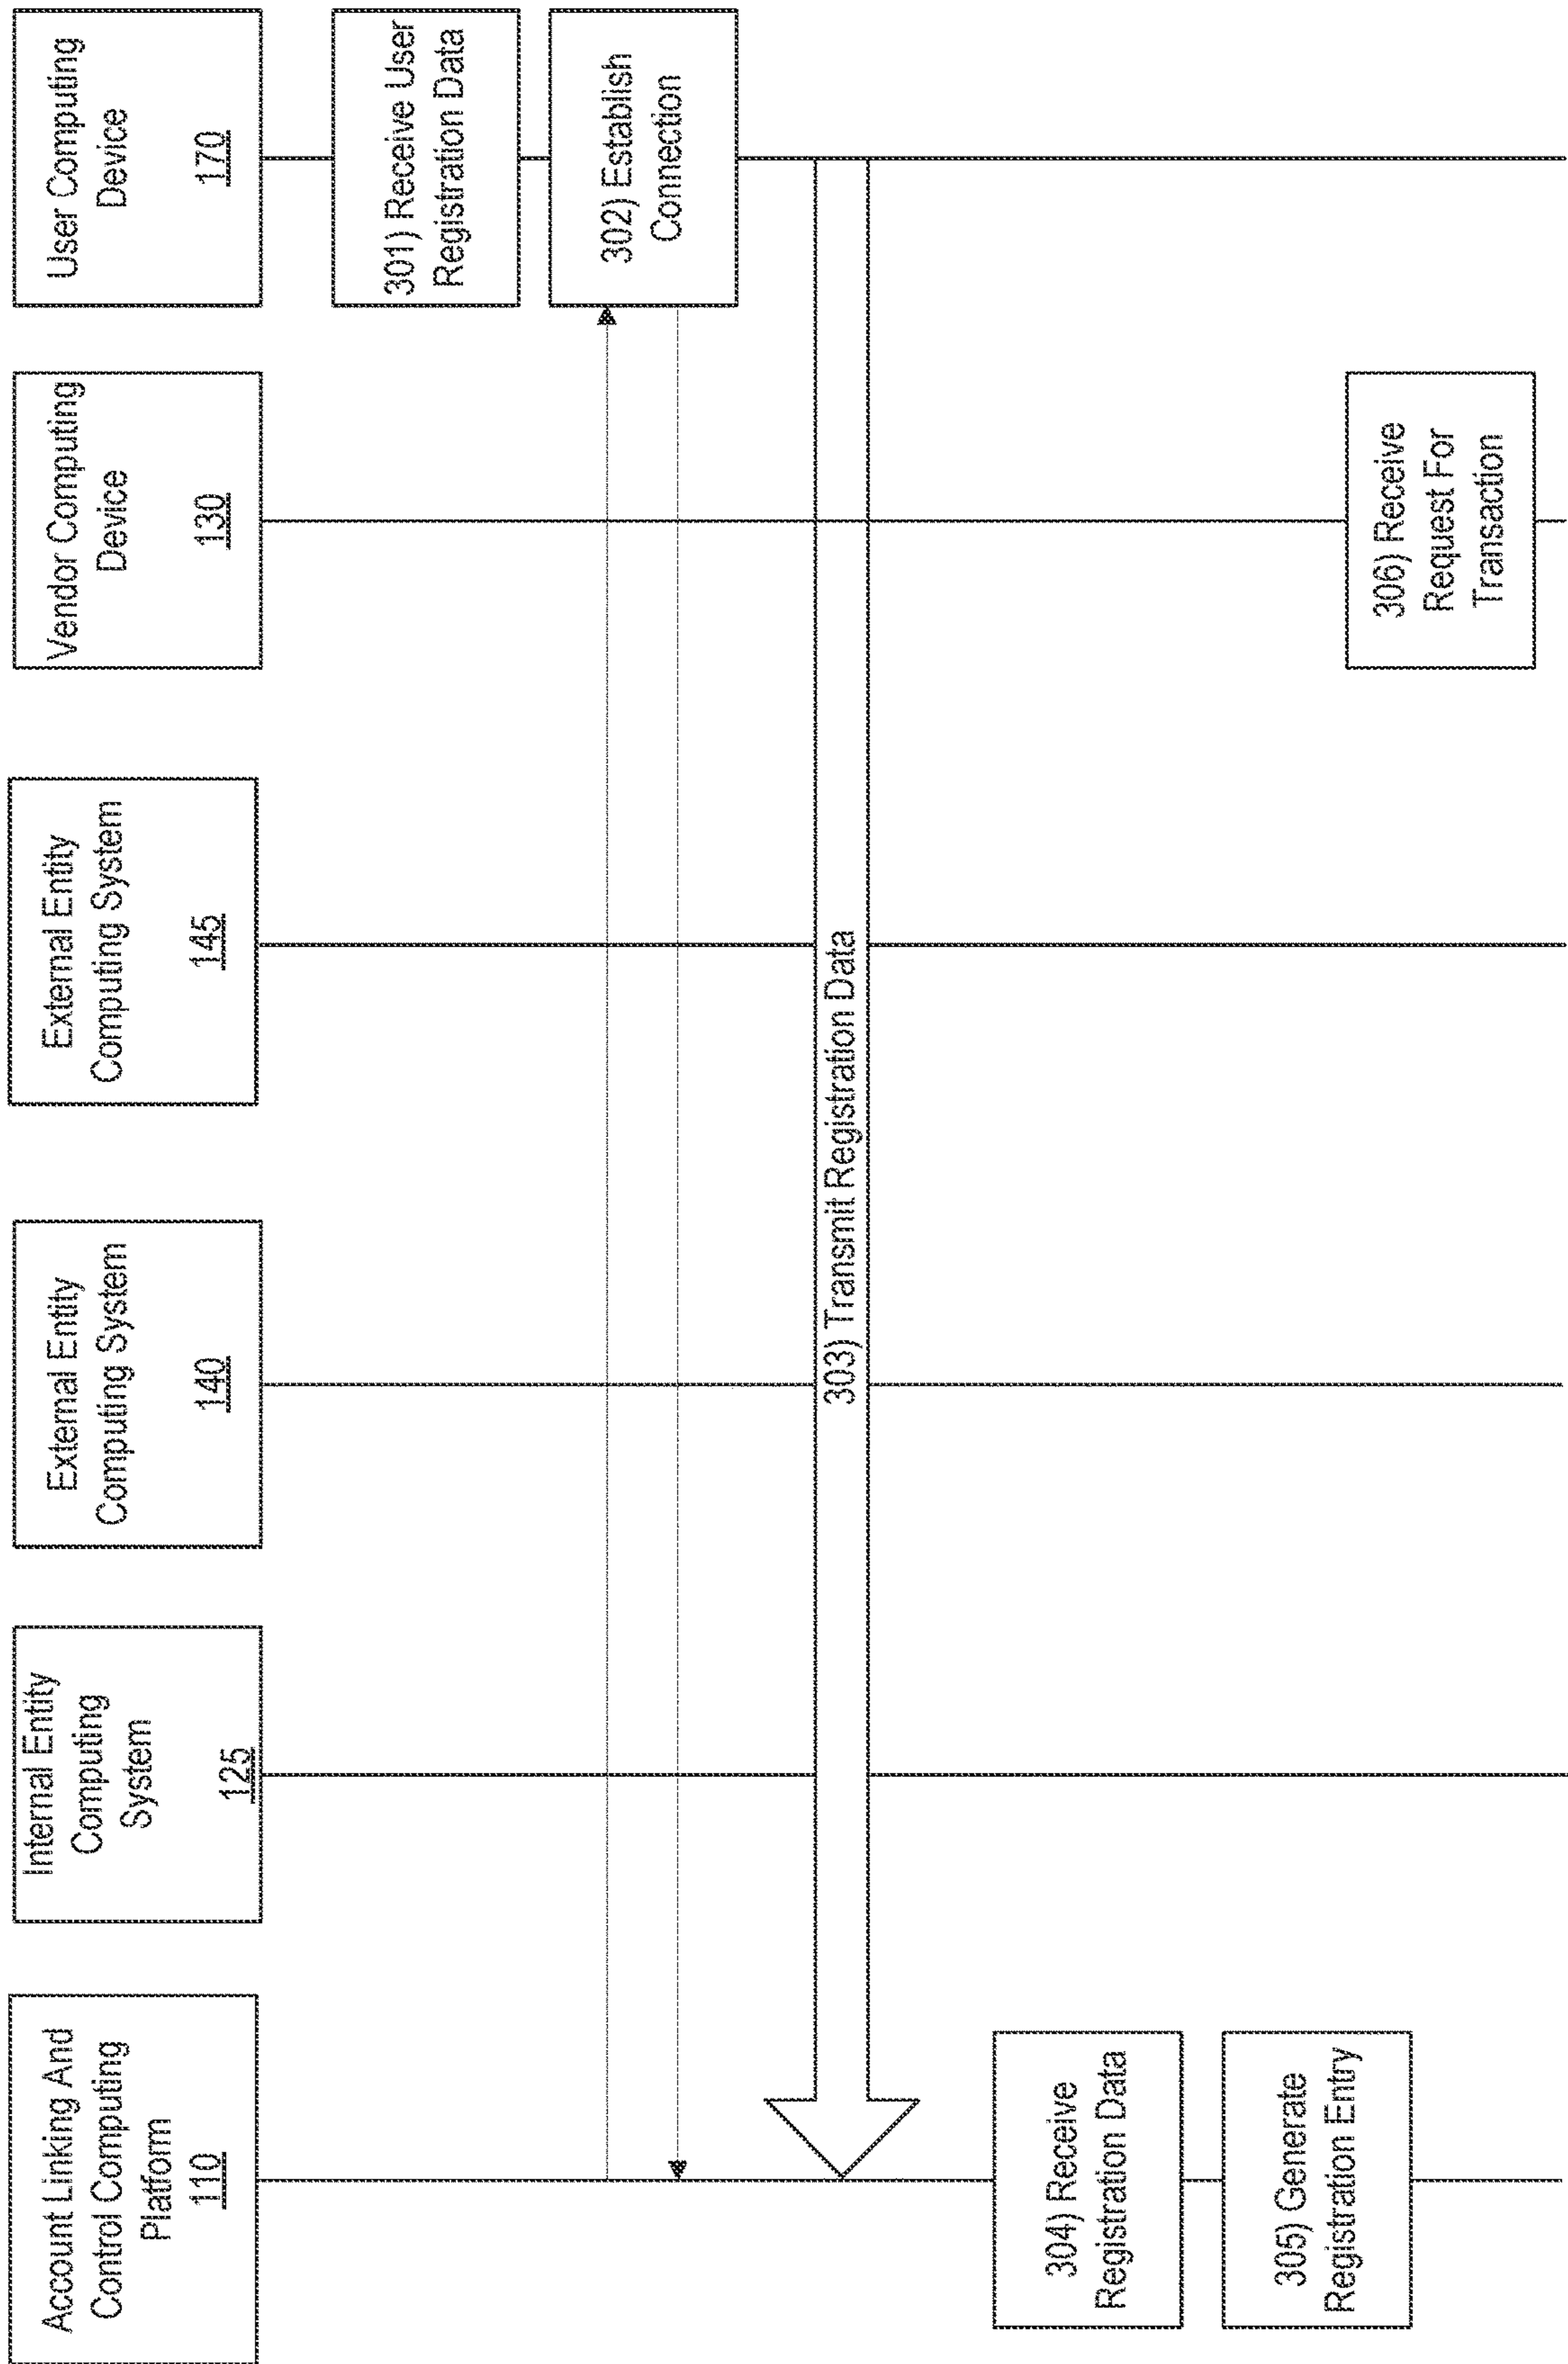 Account Linking And
Control Computing
Platform
110
Internal Entity
Computing
System
125
External Entity
Computing System
140
External Entity
Computing System
145
Vendor Computing
Device
130
User Computing
Device
170
301) Receive User
Registration Data
302) Establish
Connection
303) Transmit Registration Data
304) Receive
Registration Data
305) Generate
Registration Entry
306) Receive
Request For
Transaction